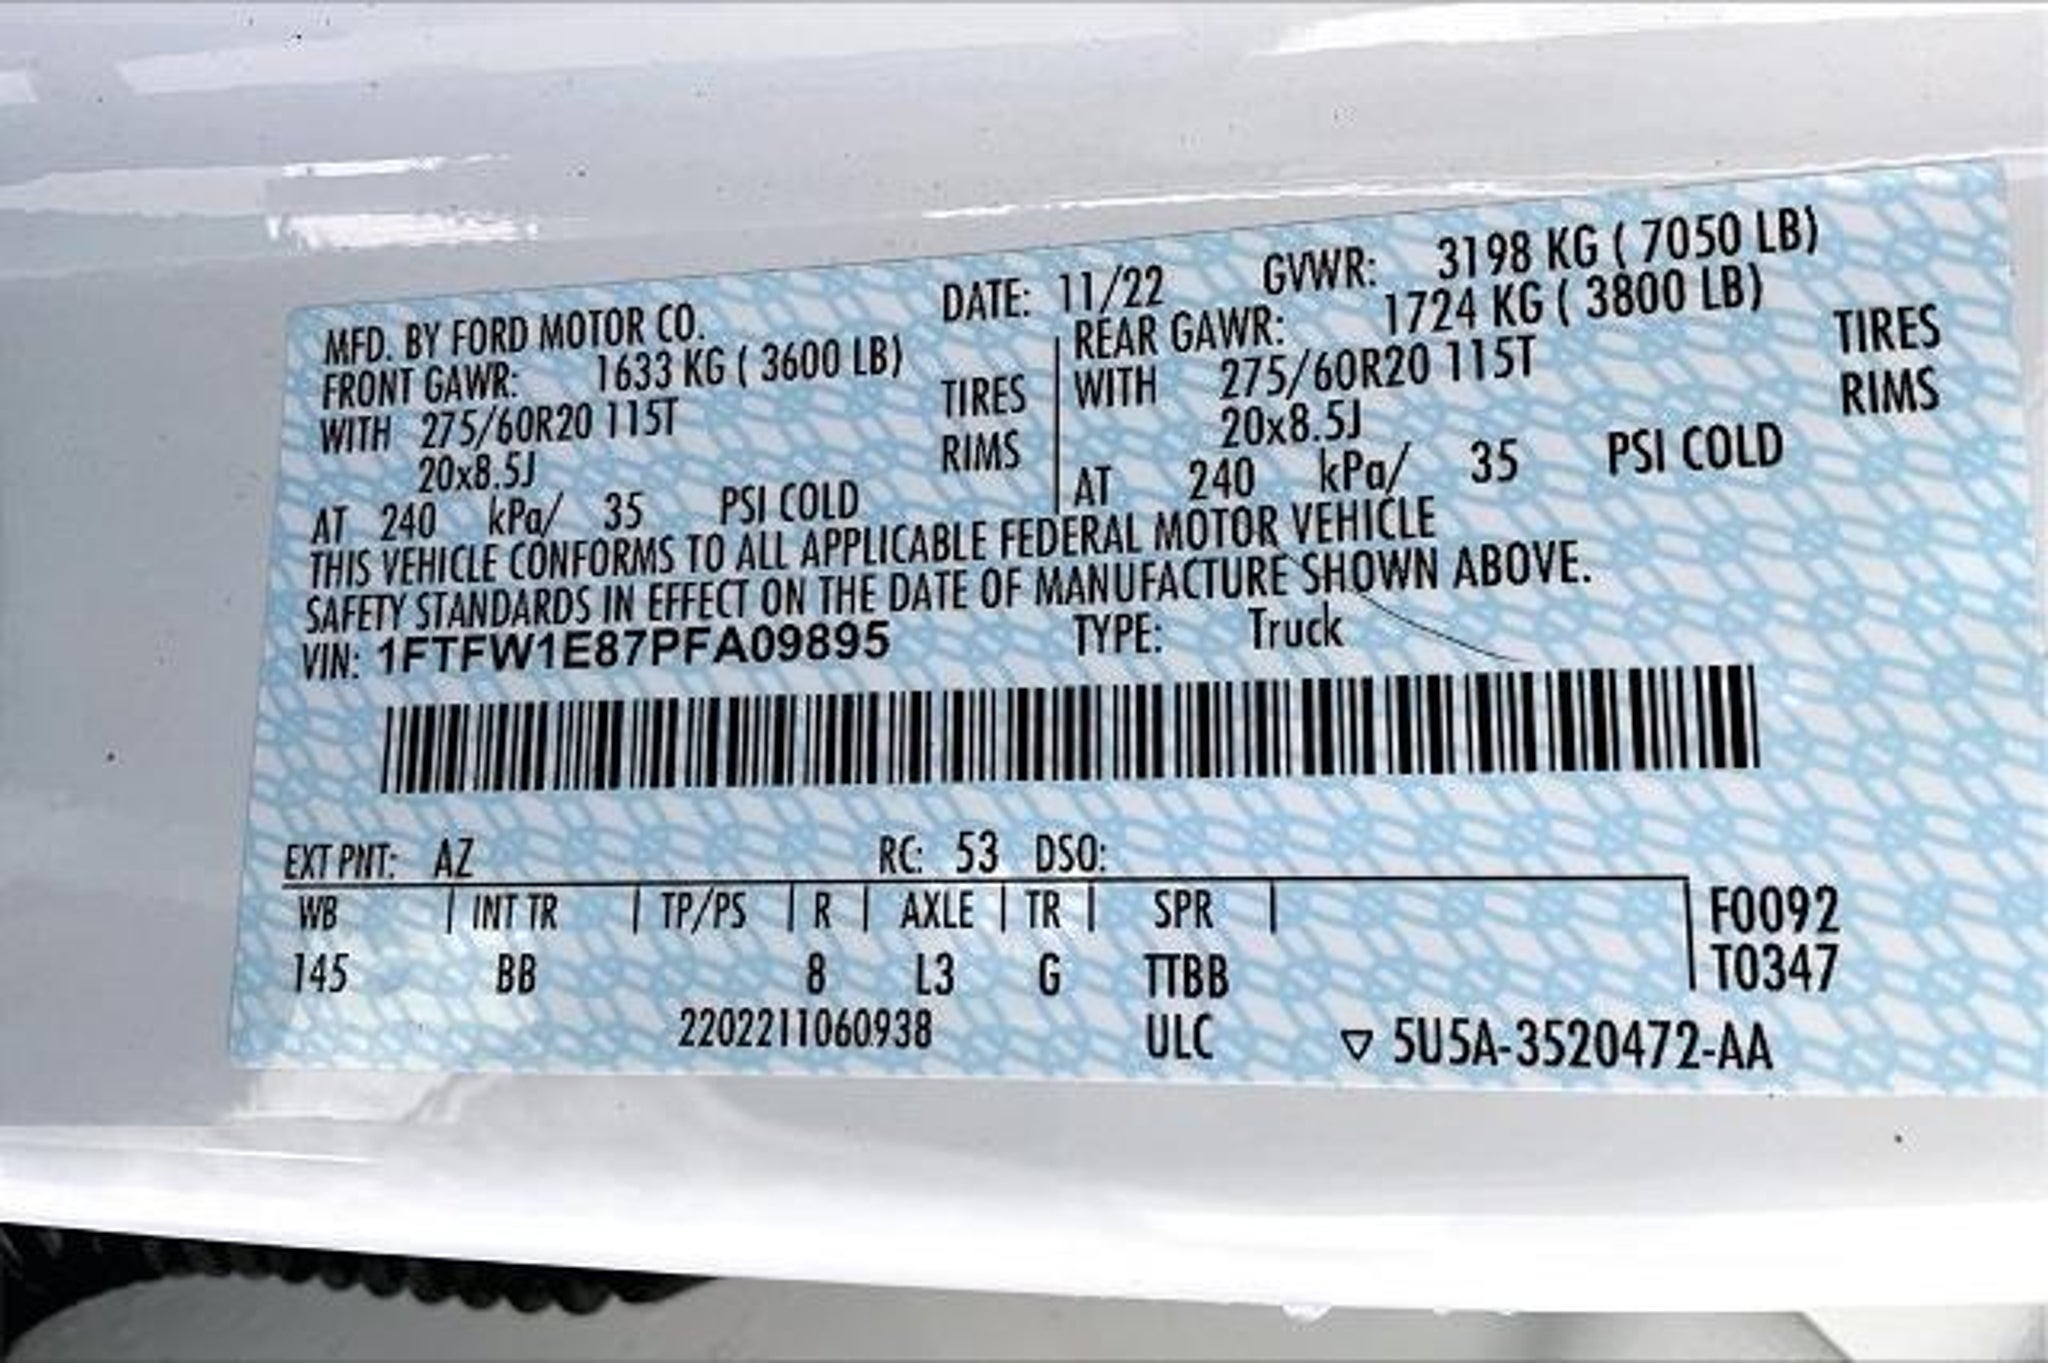 MFD. BY FORD MOTOR CO. DATE: 11/22 GVWR: 3198 KG ( 7050 LB)
FRONT GAWR: 1633 KG ( 3600 LB) REAR GAWR: 1724 KG ( 3800 LB)
WITH 275/60R20 115T TIRES WITH 275/60R20 115T TIRES
20x8.5J RIMS 20x8.5J RIMS
AT 240 kPa/ 35 PSI COLD AT 240 kPa/ 35 PSI COLD
THIS VEHICLE CONFORMS TO ALL APPLICABLE FEDERAL MOTOR VEHICLE
SAFETY STANDARDS IN EFFECT ON THE DATE OF MANUFACTURE SHOWN ABOVE.
VIN: 1FTFW1E87PFA09895 TYPE: Truck
EXT PNT: AZ RC: 53 DSO:
WB | INT TR | TP/PS | R | AXLE | TR | SPR | F0092
145 BB 8 L3 G TTBB T0347
2202211060938 ULC ▽ 5U5A-3520472-AA